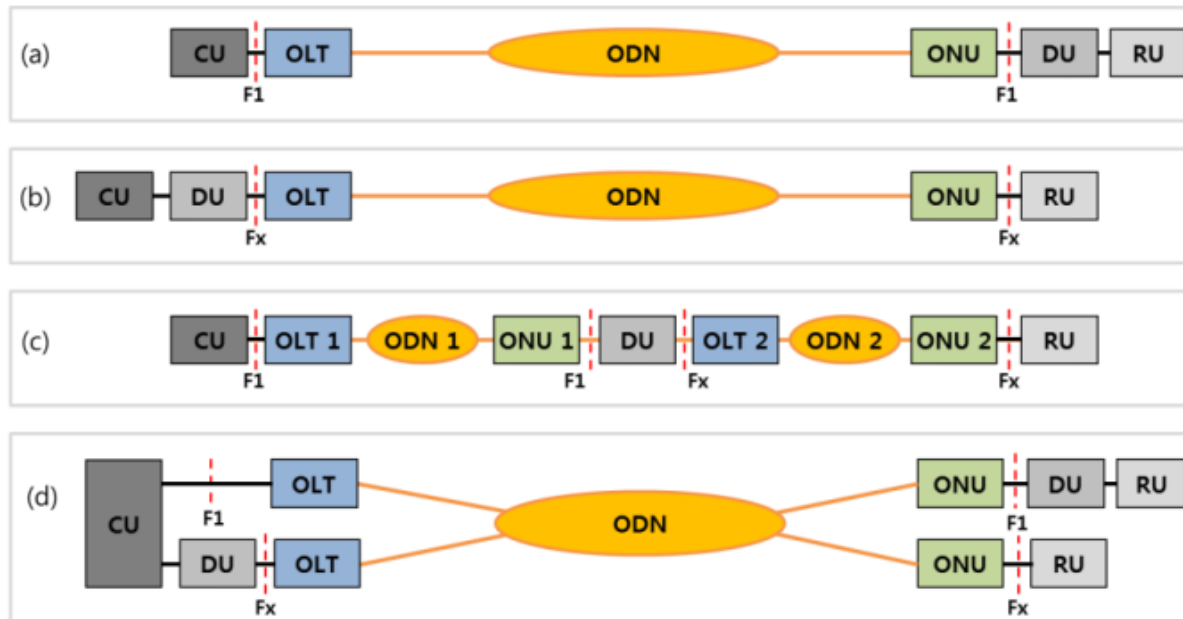 (a) CU OLT ODN ONU DU RU
F1 F1
(b) CU DU OLT ODN ONU RU
Fx Fx
(c) CU OLT 1 ODN 1 ONU 1 DU OLT 2 ODN 2 ONU 2 RU
F1 F1 Fx Fx
(d) CU OLT ODN ONU DU RU
F1 F1
DU OLT ONU RU
Fx Fx